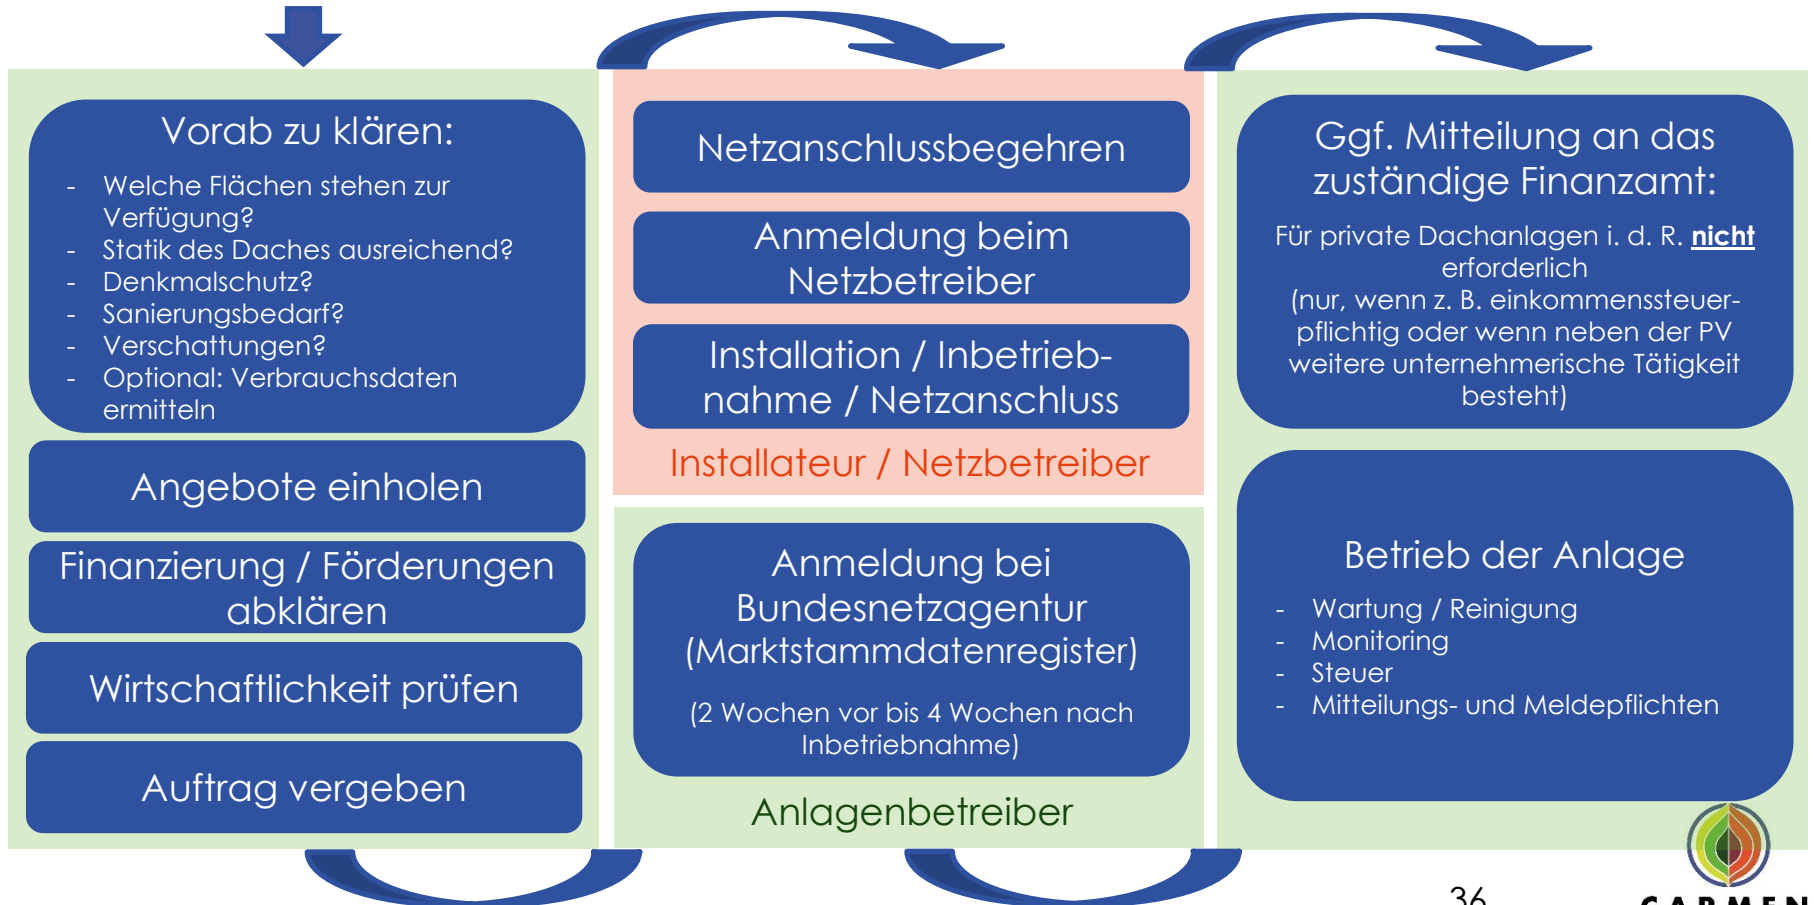 Vorab zu klären:
- Welche Flächen stehen zur
Verfügung?
- Statik des Daches ausreichend?
- Denkmalschutz?
- Sanierungsbedarf?
- Verschattungen?
- Optional: Verbrauchsdaten
ermitteln
Angebote einholen
Finanzierung / Förderungen
abklären
Wirtschaftlichkeit prüfen
Auftrag vergeben
Netzanschlussbegehren
Anmeldung beim
Netzbetreiber
Installation / Inbetrieb-
nahme / Netzanschluss
Installateur / Netzbetreiber
Anmeldung bei
Bundesnetzagentur
(Marktstammdatenregister)
(2 Wochen vor bis 4 Wochen nach
Inbetriebnahme)
Anlagenbetreiber
Ggf. Mitteilung an das
zuständige Finanzamt:
Für private Dachanlagen i. d. R. nicht
erforderlich
(nur, wenn z. B. einkommenssteuer-
pflichtig oder wenn neben der PV
weitere unternehmerische Tätigkeit
besteht)
Betrieb der Anlage
- Wartung / Reinigung
- Monitoring
- Steuer
- Mitteilungs- und Meldepflichten
36
CARMEN